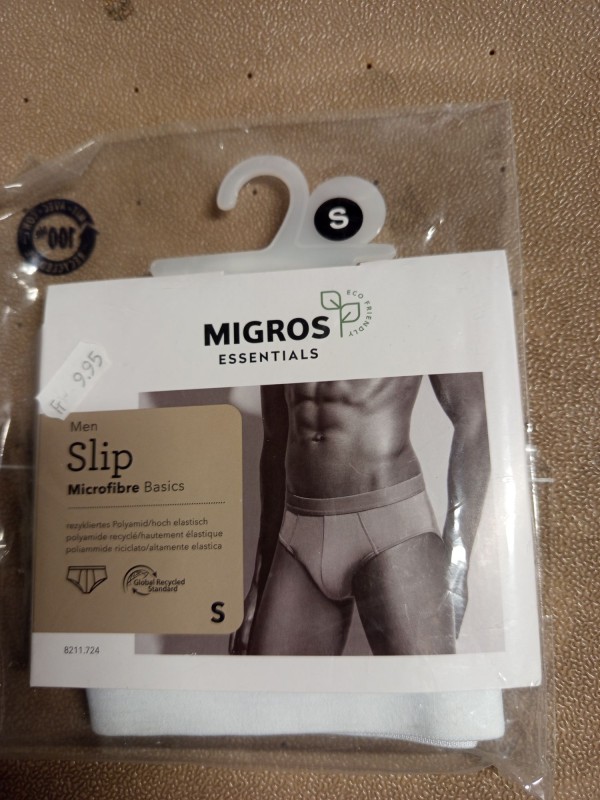 S
100%
MIGROS
ECO FRIENDLY
ESSENTIALS
Fr. 9.95
Men
Slip
Microfibre Basics
rezykliertes Polyamid/hoch elastisch
polyamide recyclé/hautement élastique
poliammide riciclato/altamente elastica
Global Recycled
Standard
S
8211.724